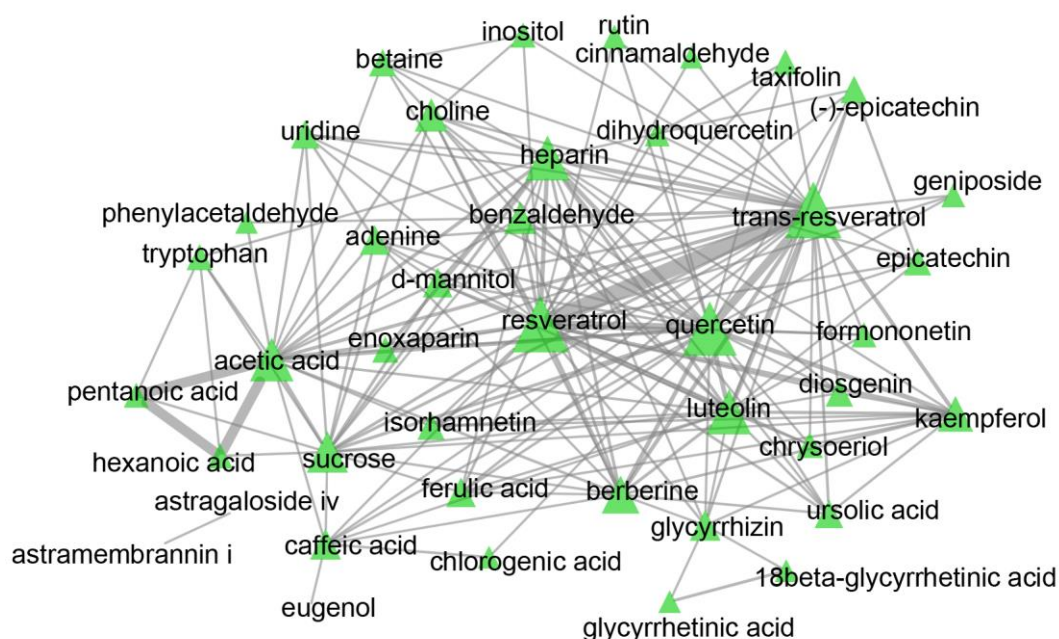 rutin
inositol
cinnamaldehyde
betaine
taxifolin
choline
(-)-epicatechin
uridine
dihydroquercetin
heparin
geniposide
phenylacetaldehyde
benzaldehyde
trans-resveratrol
adenine
tryptophan
epicatechin
d-mannitol
resveratrol
quercetin
enoxaparin
formononetin
acetic acid
diosgenin
pentanoic acid
luteolin
isorhamnetin
kaempferol
chrysoeriol
hexanoic acid
sucrose
ferulic acid
berberine
astragaloside iv
ursolic acid
glycyrrhizin
caffeic acid
astramembrannin i
chlorogenic acid
18beta-glycyrrhetinic acid
eugenol
glycyrrhetinic acid